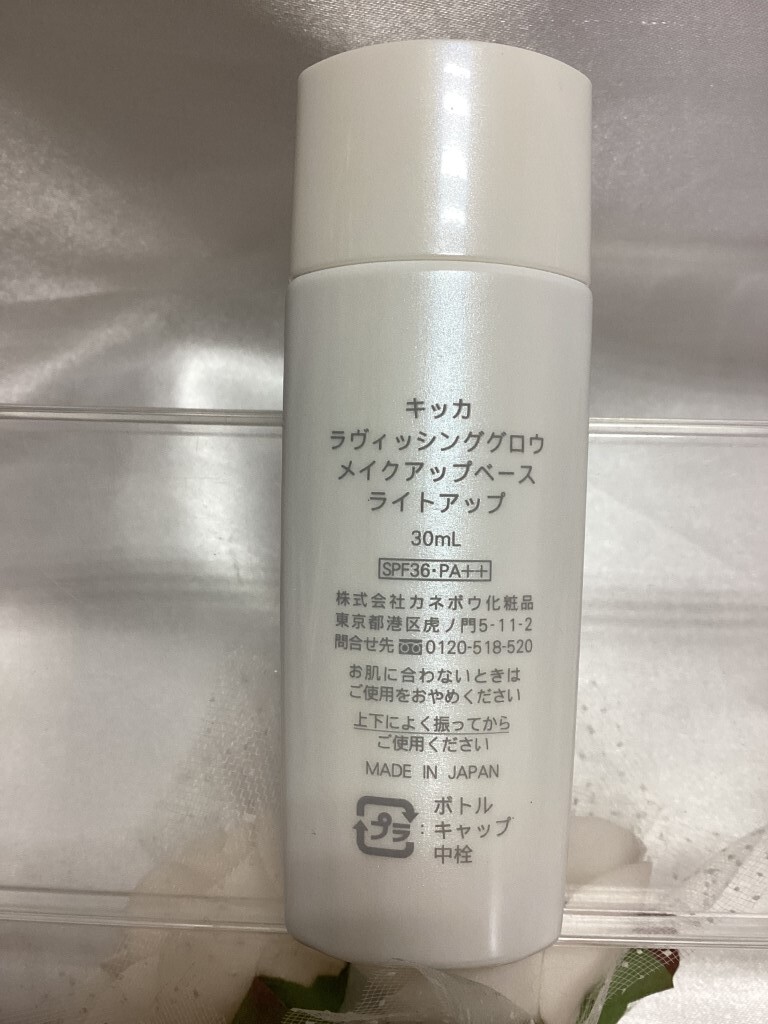 キッカ
ラヴィッシンググロウ
メイクアップベース
ライトアップ
30mL
SPF36・PA++
株式会社カネボウ化粧品
東京都港区虎ノ門5-11-2
問合せ先 0120-518-520
お肌に合わないときは
ご使用をおやめください
上下によく振ってから
ご使用ください
MADE IN JAPAN
プラ : ボトル
キャップ
中栓